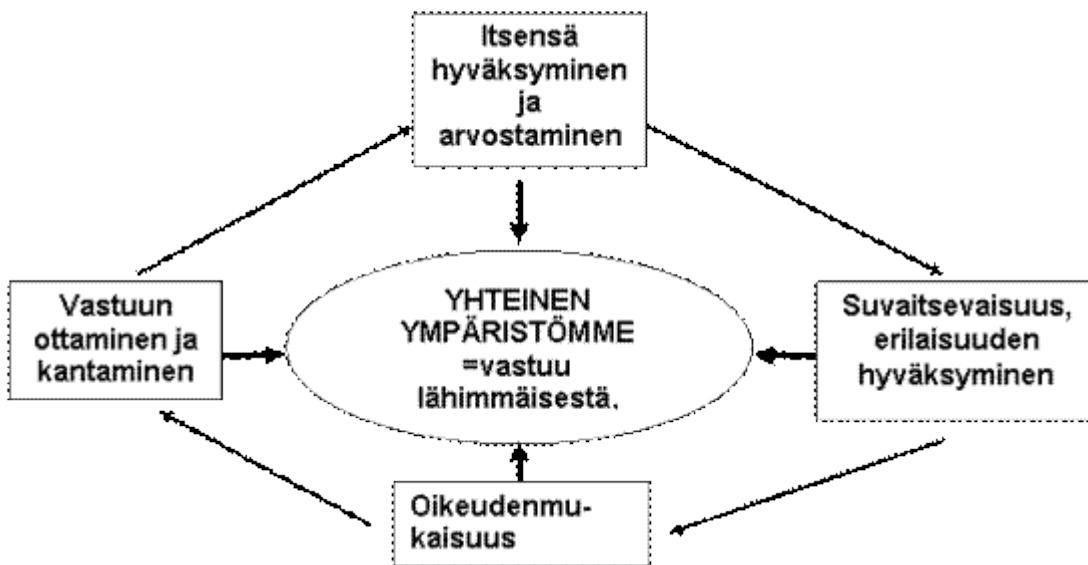 Itsensä
hyväksyminen
ja
arvostaminen
Vastuun
ottaminen ja
kantaminen
YHTEINEN
YMPÄRISTÖMME
=vastuu
lähimmäisestä.
Suvaitsevaisuus,
erilaisuuden
hyväksyminen
Oikeudenmu-
kaisuus